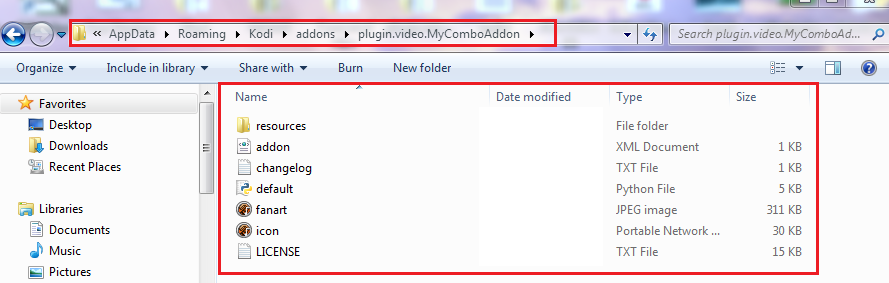 « AppData Roaming Kodi addons plugin.video.MyComboAddon Search plugin.video.MyComboAd...
Organize Include in library Share with Burn New folder
Favorites
Desktop
Downloads
Recent Places
Libraries
Documents
Music
Pictures
Name Date modified Type Size
resources File folder
addon XML Document 1 KB
changelog TXT File 1 KB
default Python File 5 KB
fanart JPEG image 311 KB
icon Portable Network ... 30 KB
LICENSE TXT File 15 KB